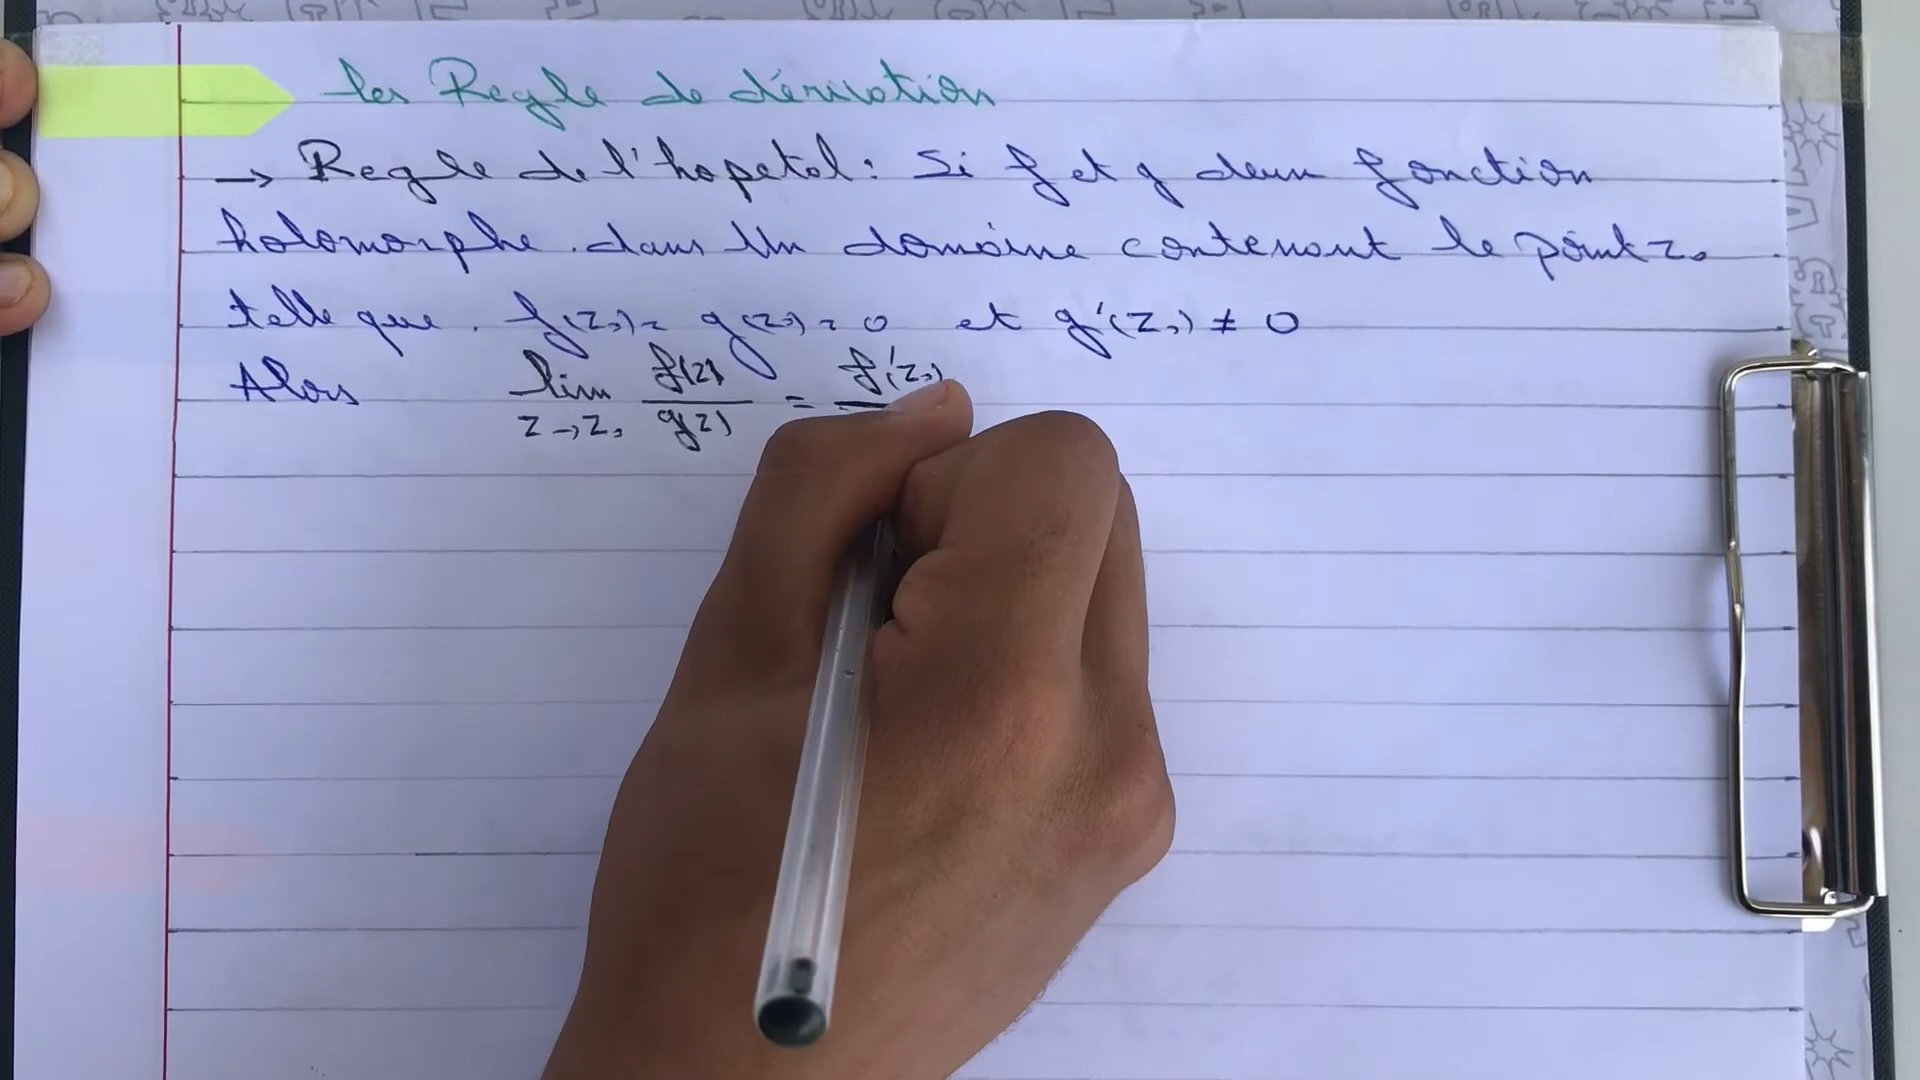 les Regle de dérivation
→ Regle de l'hopetal : Si f et g deux fonction
holomorphe dans Un domaine contenant le point z₀
telle que . f(z₀) = g(z₀) = 0 et g'(z₀) ≠ 0
Alors lim z→z₀ f(z)/g(z) = f'(z₀)